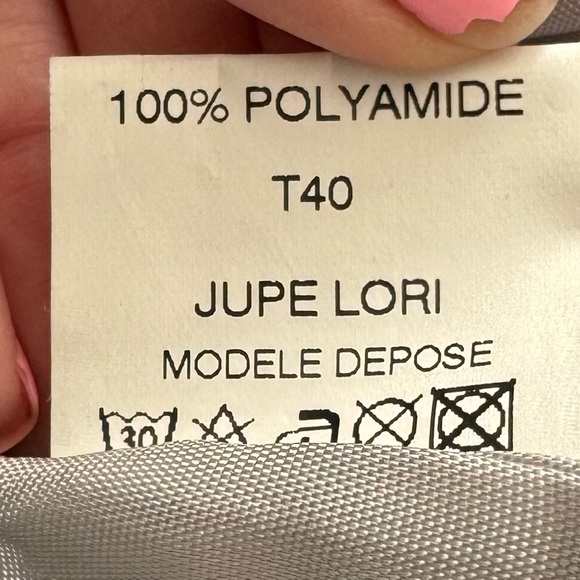 100% POLYAMIDE
T40
JUPE LORI
MODELE DEPOSE
30